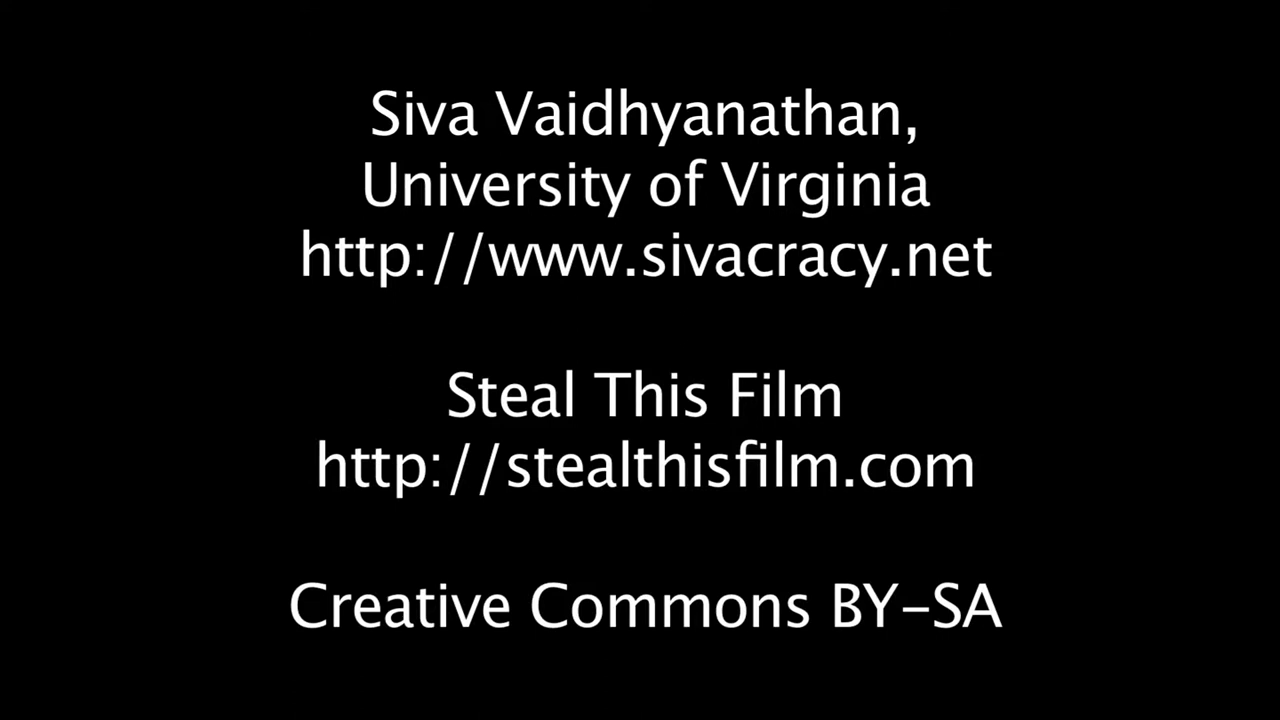 Siva Vaidhyanathan,
University of Virginia
http://www.sivacracy.net
Steal This Film
http://stealthisfilm.com
Creative Commons BY-SA